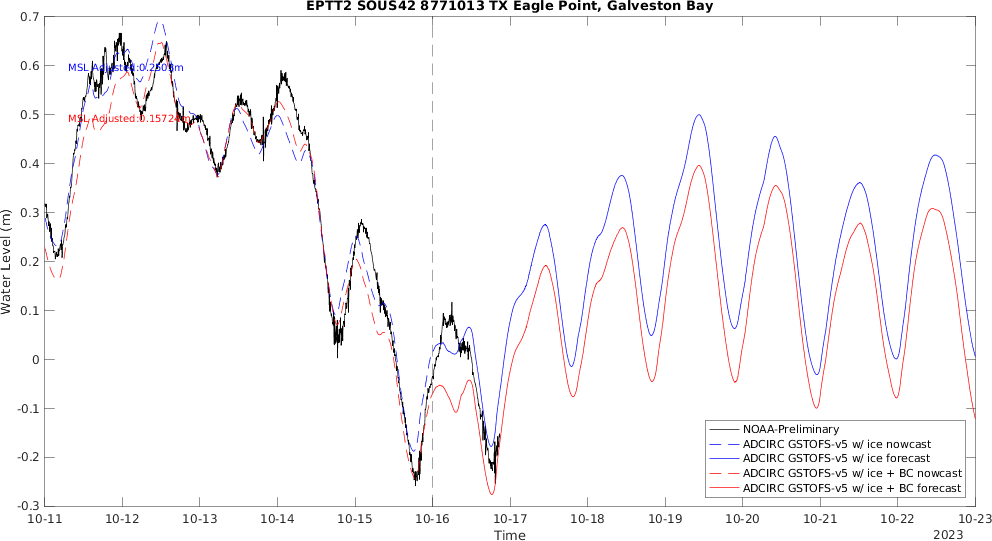 EPTT2 SOUS42 8771013 TX Eagle Point, Galveston Bay
0.7
0.6
0.5
0.4
0.3
0.2
0.1
0
-0.1
-0.2
-0.3
Water Level (m)
MSL Adjusted:0.2503m
MSL Adjusted:0.15724m
NOAA-Preliminary
ADCIRC GSTOFS-v5 w/ ice nowcast
ADCIRC GSTOFS-v5 w/ ice forecast
ADCIRC GSTOFS-v5 w/ ice + BC nowcast
ADCIRC GSTOFS-v5 w/ ice + BC forecast
10-11 10-12 10-13 10-14 10-15 10-16 10-17 10-18 10-19 10-20 10-21 10-22 10-23
Time
2023